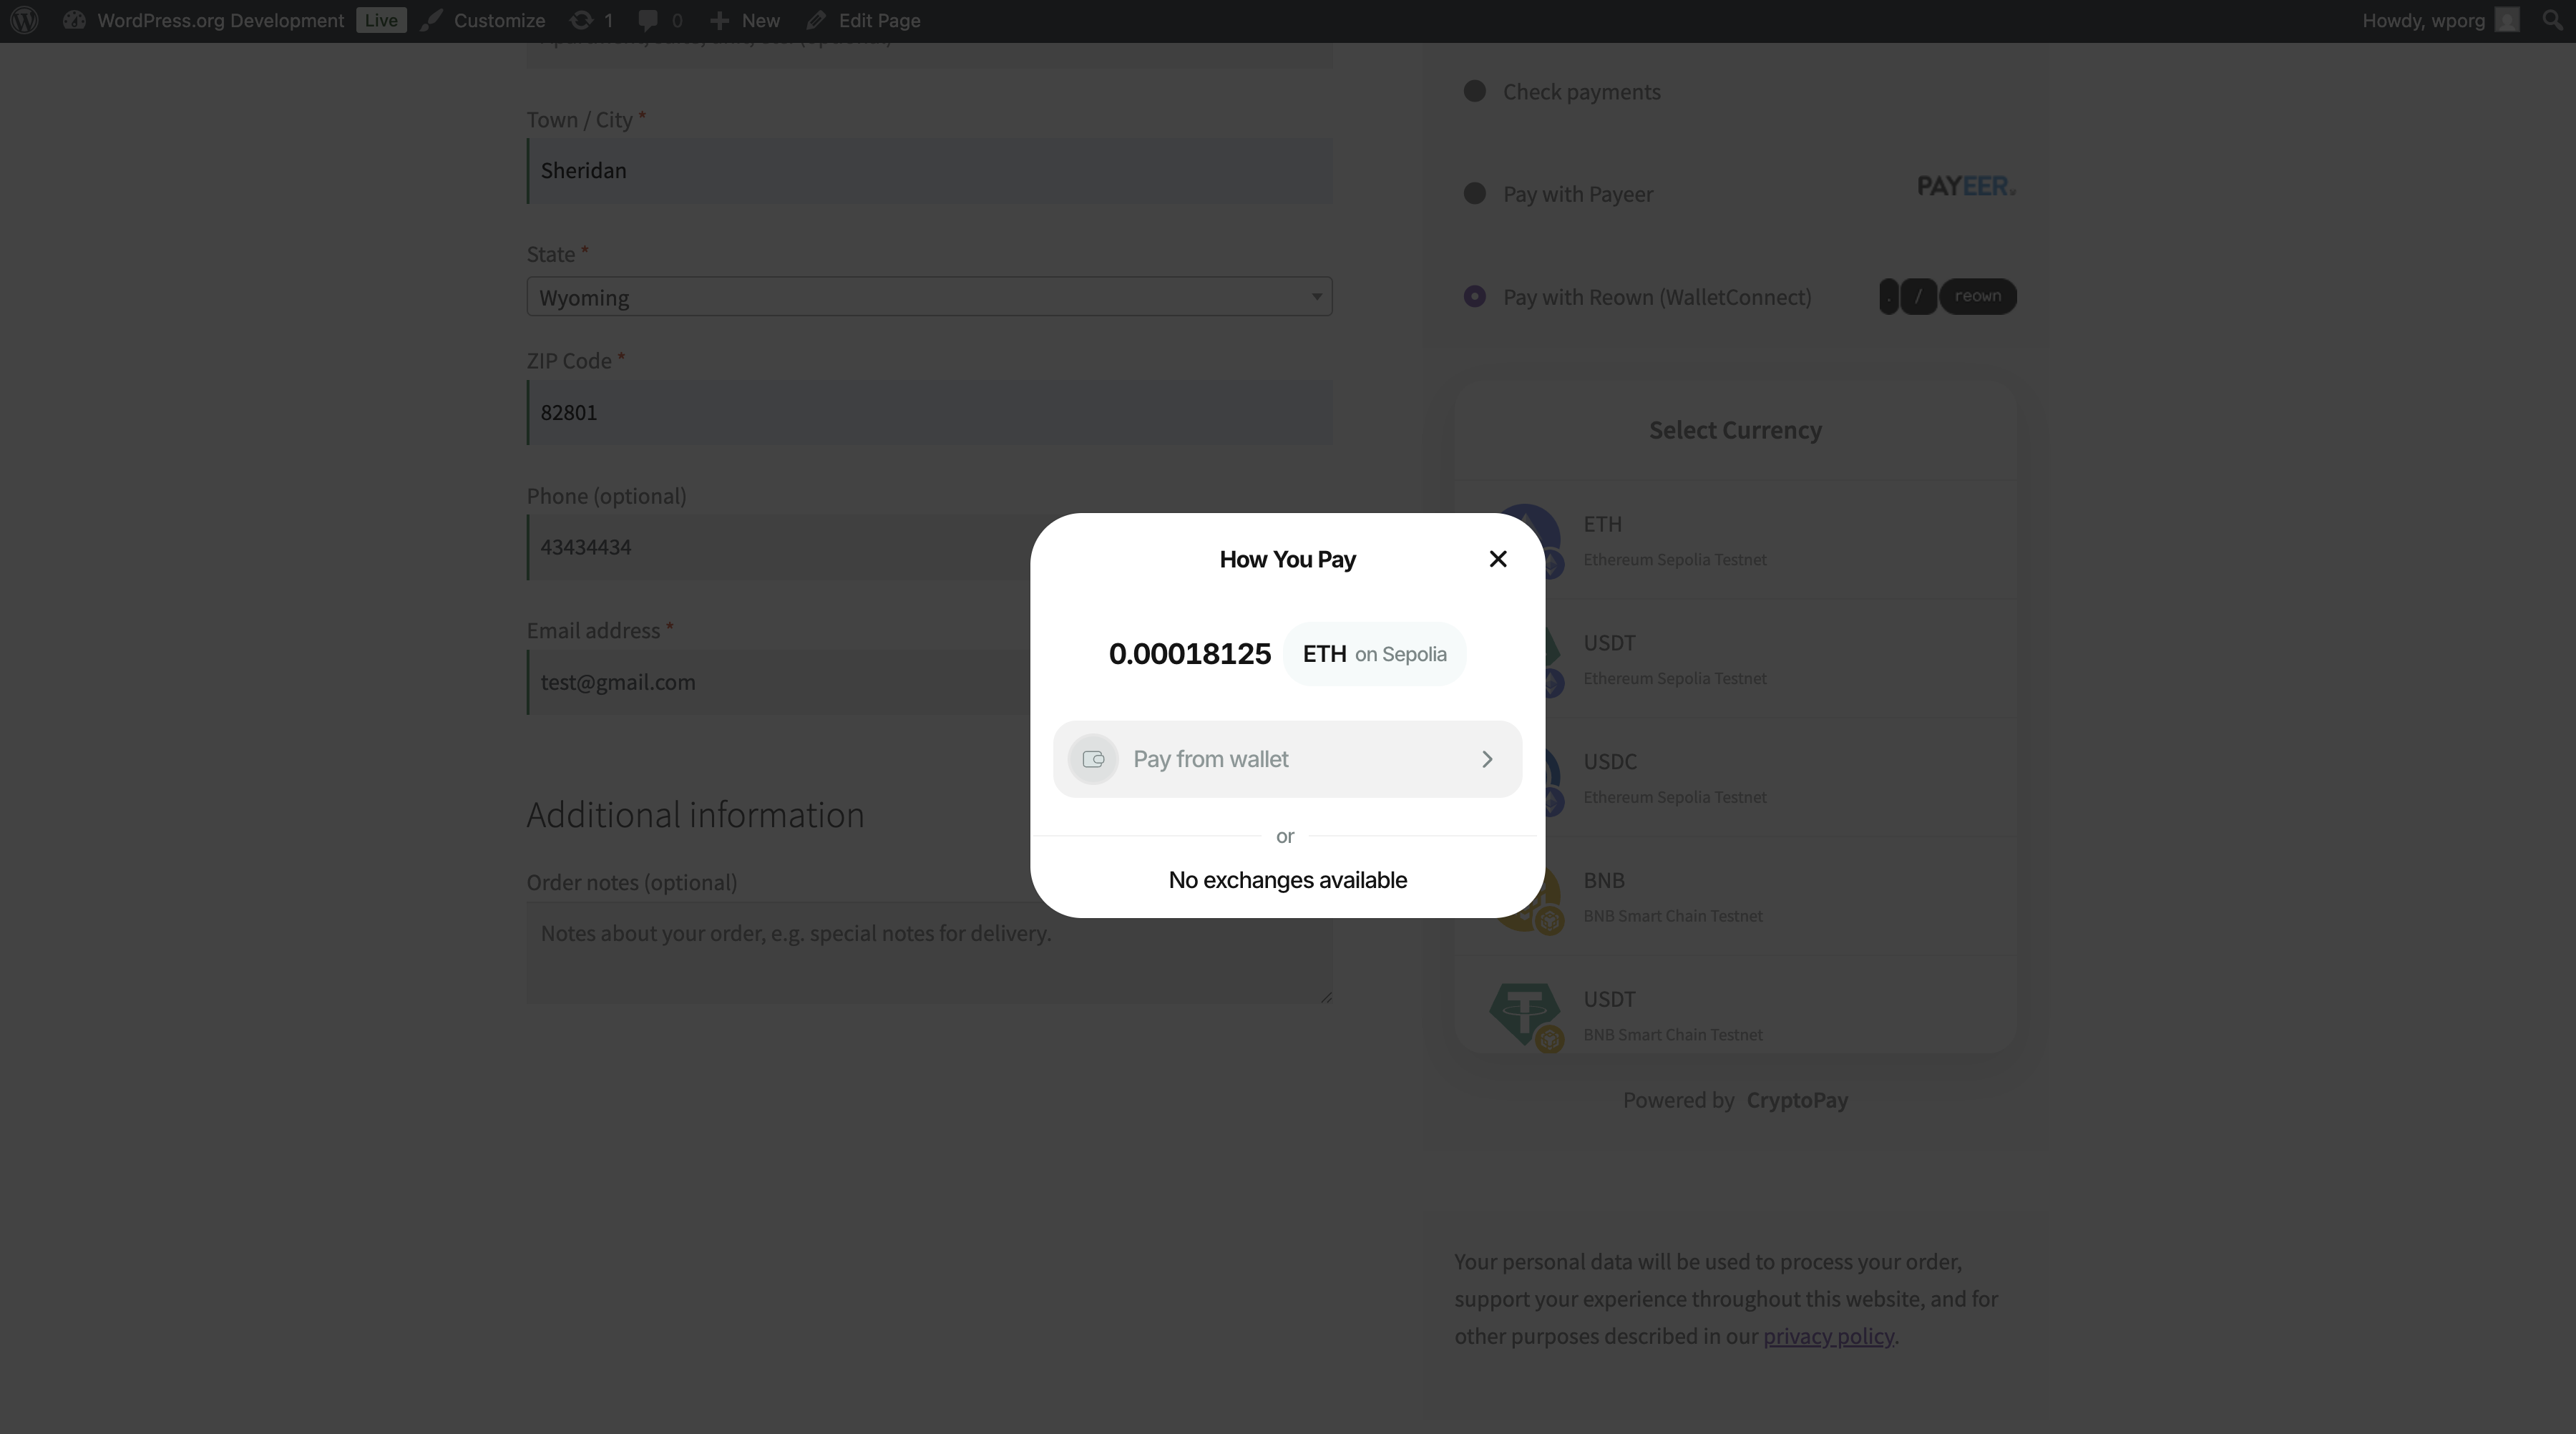 WordPress.org Development Live Customize 1 0 New Edit Page Howdy, wporg
Town / City *
Sheridan
State *
Wyoming
ZIP Code *
82801
Phone (optional)
43434434
Email address *
test@gmail.com
Additional information
Order notes (optional)
Notes about your order, e.g. special notes for delivery.
Check payments
Pay with Payeer PAYEER
Pay with Reown (WalletConnect) . / reown
Select Currency
ETH
Ethereum Sepolia Testnet
USDT
Ethereum Sepolia Testnet
USDC
Ethereum Sepolia Testnet
BNB
BNB Smart Chain Testnet
USDT
BNB Smart Chain Testnet
Powered by CryptoPay
Your personal data will be used to process your order,
support your experience throughout this website, and for
other purposes described in our privacy policy.
How You Pay
0.00018125 ETH on Sepolia
Pay from wallet
or
No exchanges available